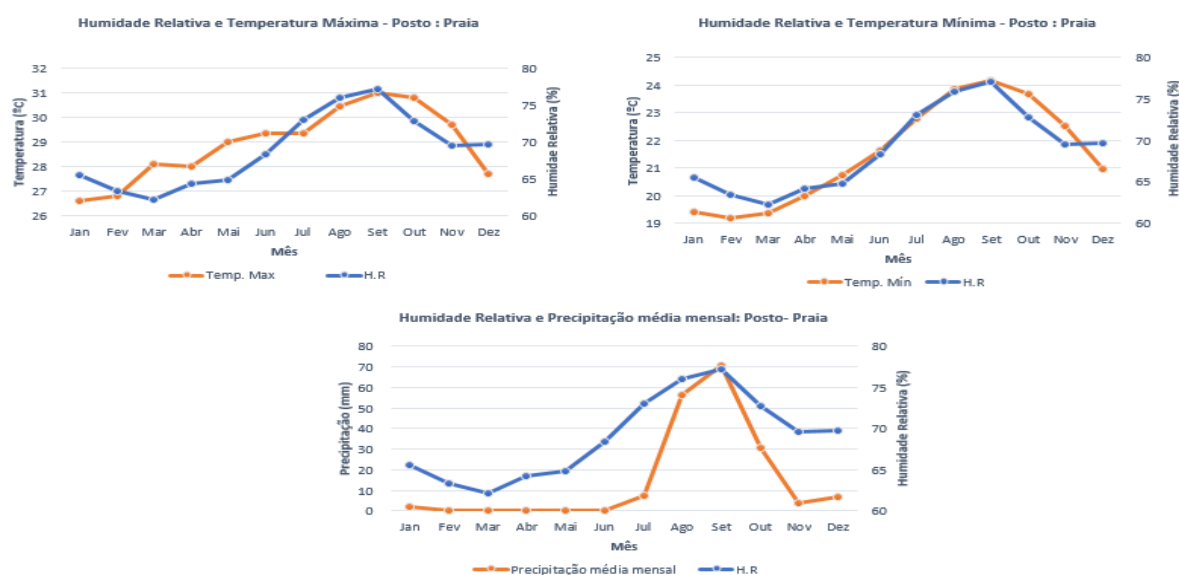 Humidade Relativa e Temperatura Máxima - Posto : Praia
Temperatura (ºC)
32
31
30
29
28
27
26
80
75
70
65
60
Humidae Relativa (%)
Jan Fev Mar Abr Mai Jun Jul Ago Set Out Nov Dez
Mês
Temp. Max H.R
Humidade Relativa e Temperatura Mínima - Posto : Praia
Temperatura (ºC)
25
24
23
22
21
20
19
80
75
70
65
60
Humidade Relativa (%)
Jan Fev Mar Abr Mai Jun Jul Ago Set Out Nov Dez
Mês
Temp. Mín H.R
Humidade Relativa e Precipitação média mensal: Posto- Praia
Precipitação (mm)
80
70
60
50
40
30
20
10
0
80
75
70
65
60
Humidade Relativa (%)
Jan Fev Mar Abr Mai Jun Jul Ago Set Out Nov Dez
Mês
Precipitação média mensal H.R